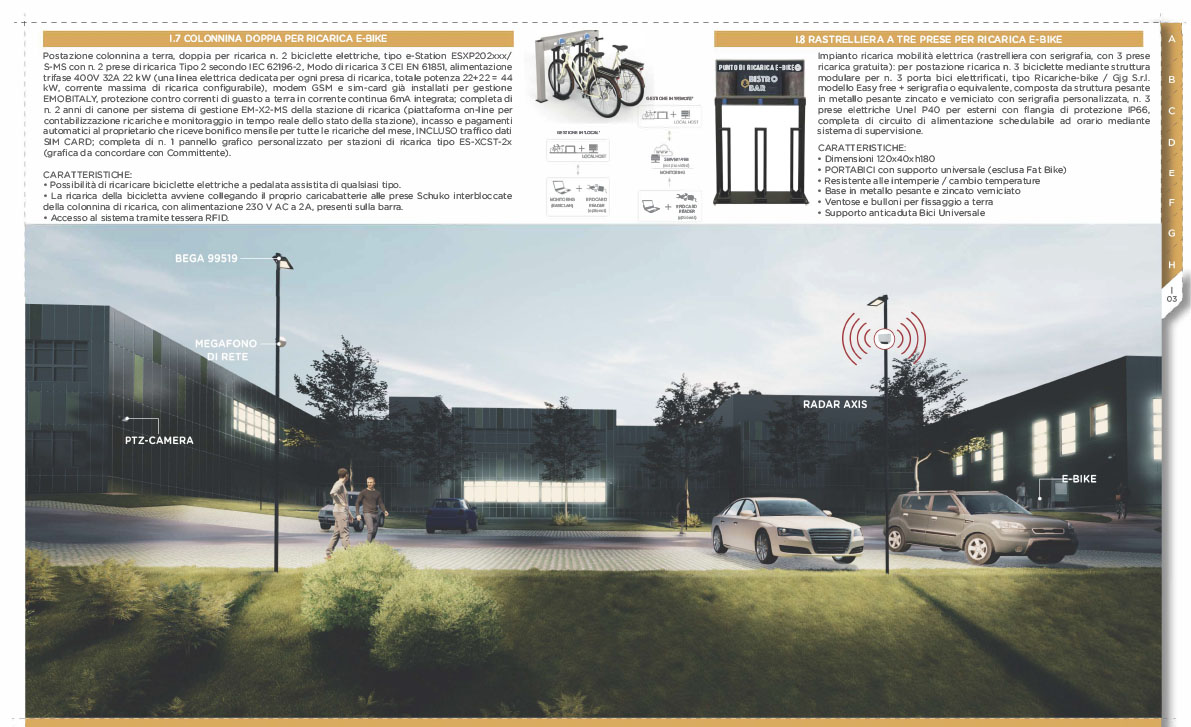 I.7 COLONNINA DOPPIA PER RICARICA E-BIKE
Postazione colonnina a terra, doppia per ricarica n. 2 biciclette elettriche, tipo e-Station ESXP202xxx/
S-MS con n. 2 prese di ricarica Tipo 2 secondo IEC 62196-2, Modo di ricarica 3 CEI EN 61851, alimentazione
trifase 400V 32A 22 kW (una linea elettrica dedicata per ogni presa di ricarica, totale potenza 22+22 = 44
kW, corrente massima di ricarica configurabile), modem GSM e sim-card già installati per gestione
EMOBITALY, protezione contro correnti di guasto a terra in corrente continua 6mA integrata; completa di
n. 2 anni di canone per sistema di gestione EM-X2-MS della stazione di ricarica (piattaforma on-line per
contabilizzazione ricariche e monitoraggio in tempo reale dello stato della stazione), incasso e pagamenti
automatici al proprietario che riceve bonifico mensile per tutte le ricariche del mese, INCLUSO traffico dati
SIM CARD; completa di n. 1 pannello grafico personalizzato per stazioni di ricarica tipo ES-XCST-2x
(grafica da concordare con Committente).
CARATTERISTICHE:
• Possibilità di ricaricare biciclette elettriche a pedalata assistita di qualsiasi tipo.
• La ricarica della bicicletta avviene collegando il proprio caricabatterie alle prese Schuko interbloccate
della colonnina di ricarica, con alimentazione 230 V AC a 2A, presenti sulla barra.
• Accesso al sistema tramite tessera RFID.
GESTIONE IN LOCALE
LOCAL HOST
MONITORING
RFID CARD
READER
GESTIONE IN REMOTO
LOCAL HOST
SERVER WEB
MONITORING
RFID CARD
READER
I.8 RASTRELLIERA A TRE PRESE PER RICARICA E-BIKE
PUNTO DI RICARICA E-BIKE
BISTRO
BAR
Impianto ricarica mobilità elettrica (rastrelliera con serigrafia, con 3 prese
ricarica gratuita): per postazione ricarica n. 3 biciclette mediante struttura
modulare per n. 3 porta bici elettrificati, tipo Ricariche-bike / Gjg S.r.l.
modello Easy free + serigrafia o equivalente, composta da struttura pesante
in metallo pesante zincato e verniciato con serigrafia personalizzata, n. 3
prese elettriche Unel P40 per esterni con flangia di protezione IP66,
completa di circuito di alimentazione schedulabile ad orario mediante
sistema di supervisione.
CARATTERISTICHE:
• Dimensioni 120x40xh180
• PORTABICI con supporto universale (esclusa Fat Bike)
• Resistente alle intemperie / cambio temperature
• Base in metallo pesante e zincato verniciato
• Ventose e bulloni per fissaggio a terra
• Supporto anticaduta Bici Universale
A
B
C
D
E
F
G
H
I
03
BEGA 99519
MEGAFONO
DI RETE
PTZ-CAMERA
RADAR AXIS
E-BIKE